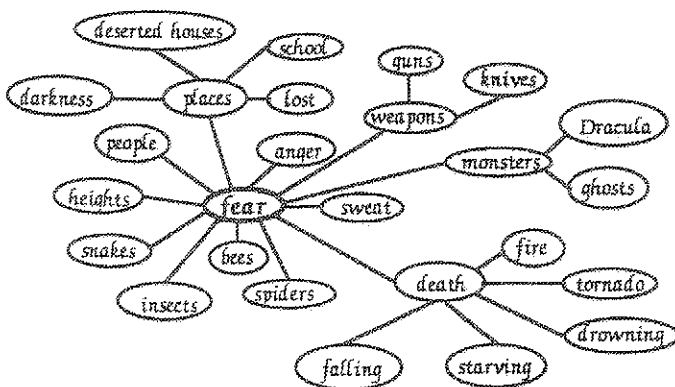 deserted houses
school
guns
knives
darkness
places
lost
weapons
Dracula
people
anger
monsters
ghosts
heights
fear
sweat
snakes
bees
fire
insects
spiders
death
tornado
drowning
falling
starving